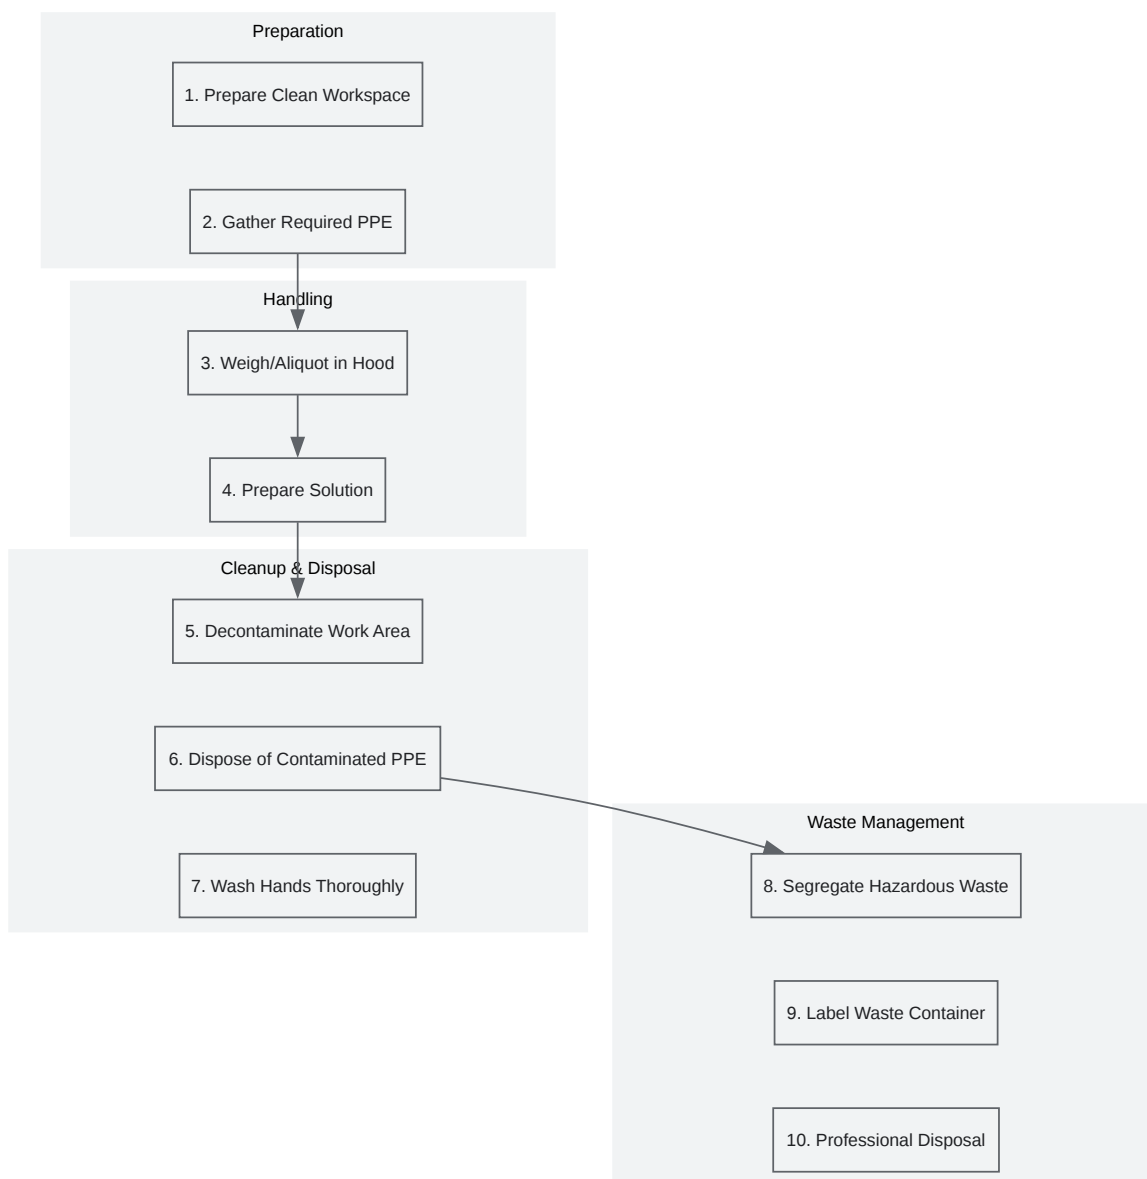 Preparation
1. Prepare Clean Workspace
2. Gather Required PPE
Handling
3. Weigh/Aliquot in Hood
4. Prepare Solution
Cleanup & Disposal
5. Decontaminate Work Area
6. Dispose of Contaminated PPE
7. Wash Hands Thoroughly
Waste Management
8. Segregate Hazardous Waste
9. Label Waste Container
10. Professional Disposal